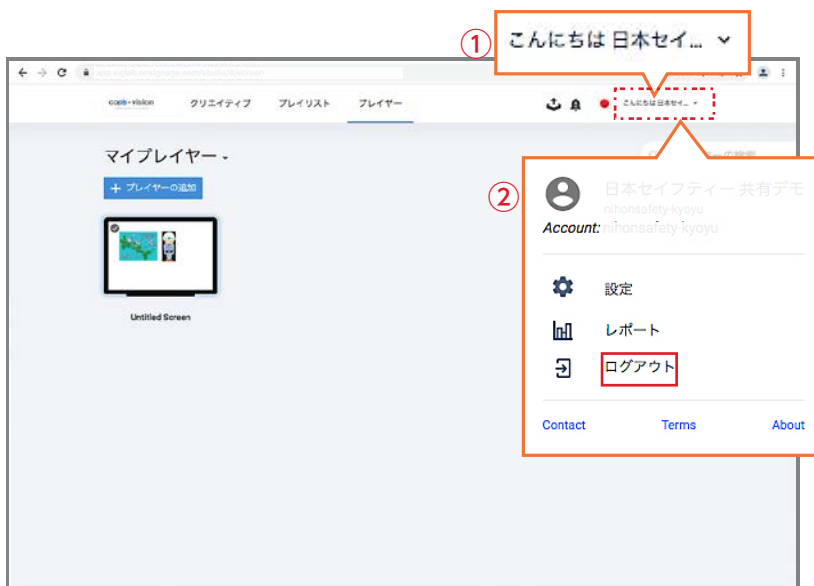 ① こんにちは 日本セイ...
coob・vision クリエイティブ プレイリスト プレイヤー こんにちは 日本セイ...
マイプレイヤー
+ プレイヤーの追加
Untitled Screen
② 日本セイフティー 共有デモ
nihonsafety-kyoyu
Account: nihonsafety-kyoyu
設定
レポート
ログアウト
Contact Terms About